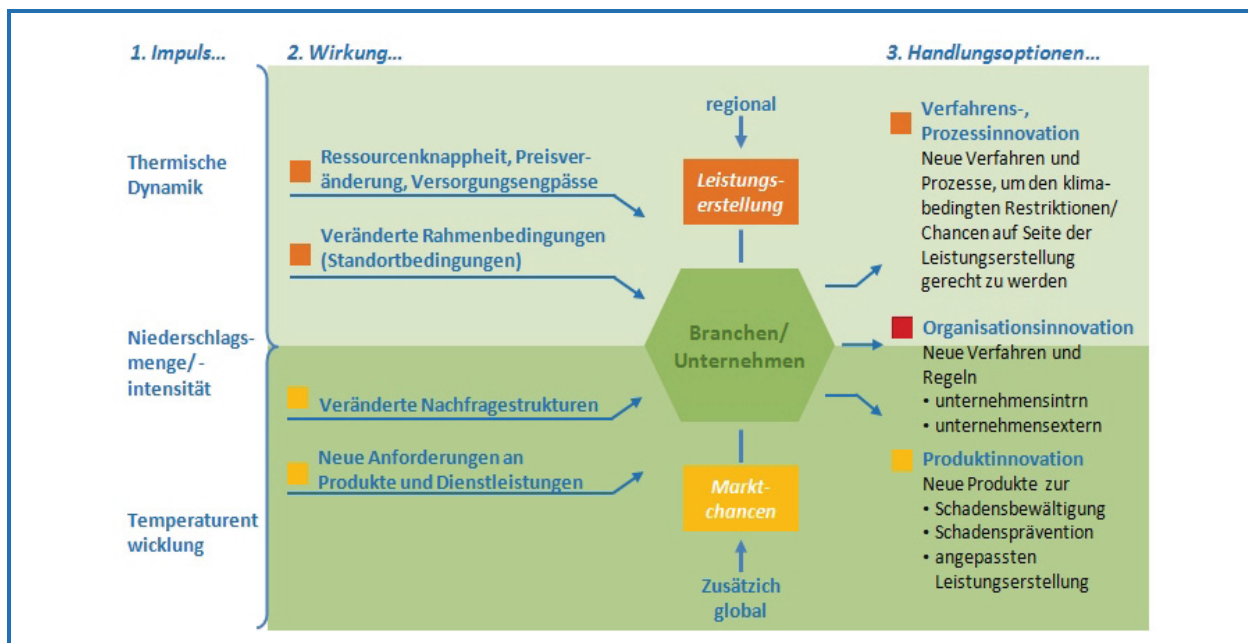 1. Impuls...
2. Wirkung...
3. Handlungsoptionen...
Thermische
Dynamik
Niederschlags-
menge/ -
intensität
Temperaturent
wicklung
Ressourcenknappheit, Preisver-
änderung, Versorgungsengpässe
Veränderte Rahmenbedingungen
(Standortbedingungen)
Veränderte Nachfragestrukturen
Neue Anforderungen an
Produkte und Dienstleistungen
regional
Leistungs-
erstellung
Branchen/
Unternehmen
Markt-
chancen
Zusätzich
global
Verfahrens-,
Prozessinnovation
Neue Verfahren und
Prozesse, um den klima-
bedingten Restriktionen/
Chancen auf Seite der
Leistungserstellung
gerecht zu werden
Organisationsinnovation
Neue Verfahren und
Regeln
• unternehmensintrn
• unternehmensextern
Produktinnovation
Neue Produkte zur
• Schadensbewältigung
• Schadensprävention
• angepassten
Leistungserstellung